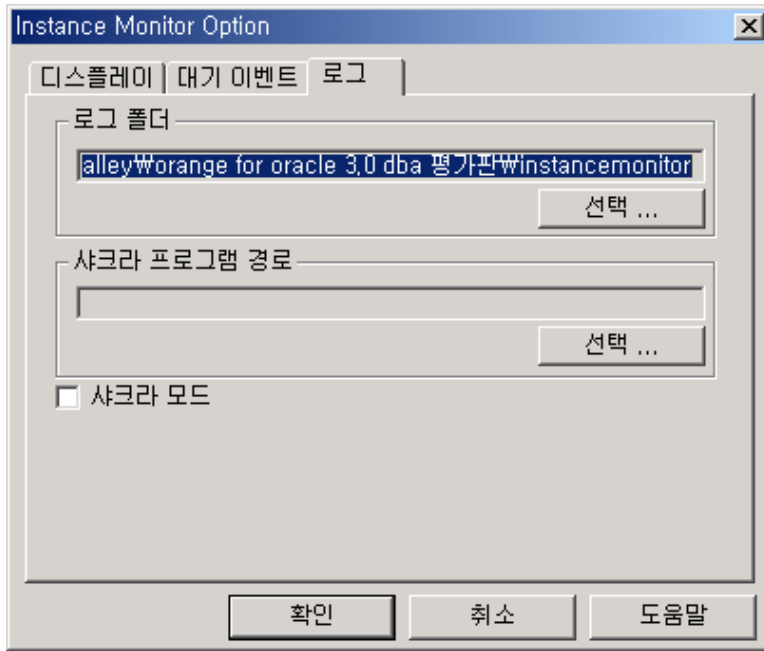 Instance Monitor Option
디스플레이 대기 이벤트 로그
로그 폴더
alley₩orange for oracle 3,0 dba 평가판₩instancemonitor
선택 ...
샤크라 프로그램 경로
선택 ...
샤크라 모드
확인 취소 도움말